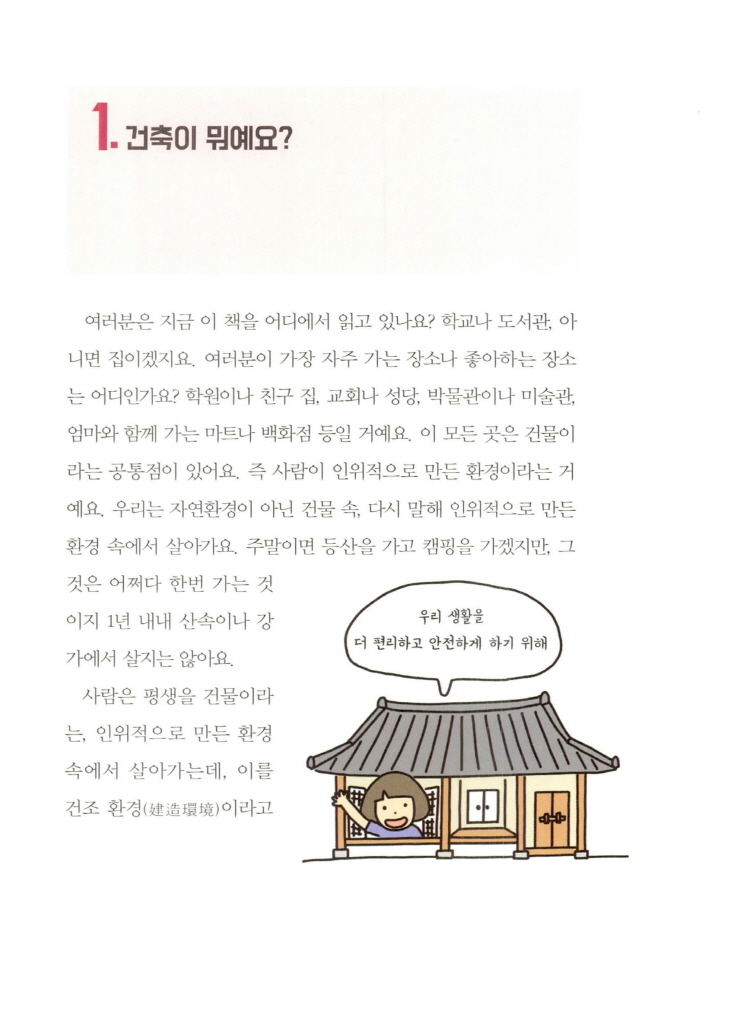 1. 건축이 뭐예요?
여러분은 지금 이 책을 어디에서 읽고 있나요? 학교나 도서관, 아
니면 집이겠지요. 여러분이 가장 자주 가는 장소나 좋아하는 장소
는 어디인가요? 학원이나 친구 집, 교회나 성당, 박물관이나 미술관,
엄마와 함께 가는 마트나 백화점 등일 거예요. 이 모든 곳은 건물이
라는 공통점이 있어요. 즉 사람이 인위적으로 만든 환경이라는 거
예요. 우리는 자연환경이 아닌 건물 속, 다시 말해 인위적으로 만든
환경 속에서 살아가요. 주말이면 등산을 가고 캠핑을 가겠지만, 그
것은 어쩌다 한번 가는 것
이지 1년 내내 산속이나 강
가에서 살지는 않아요.
사람은 평생을 건물이라
는, 인위적으로 만든 환경
속에서 살아가는데, 이를
건조 환경(建造環境)이라고
우리 생활을
더 편리하고 안전하게 하기 위해